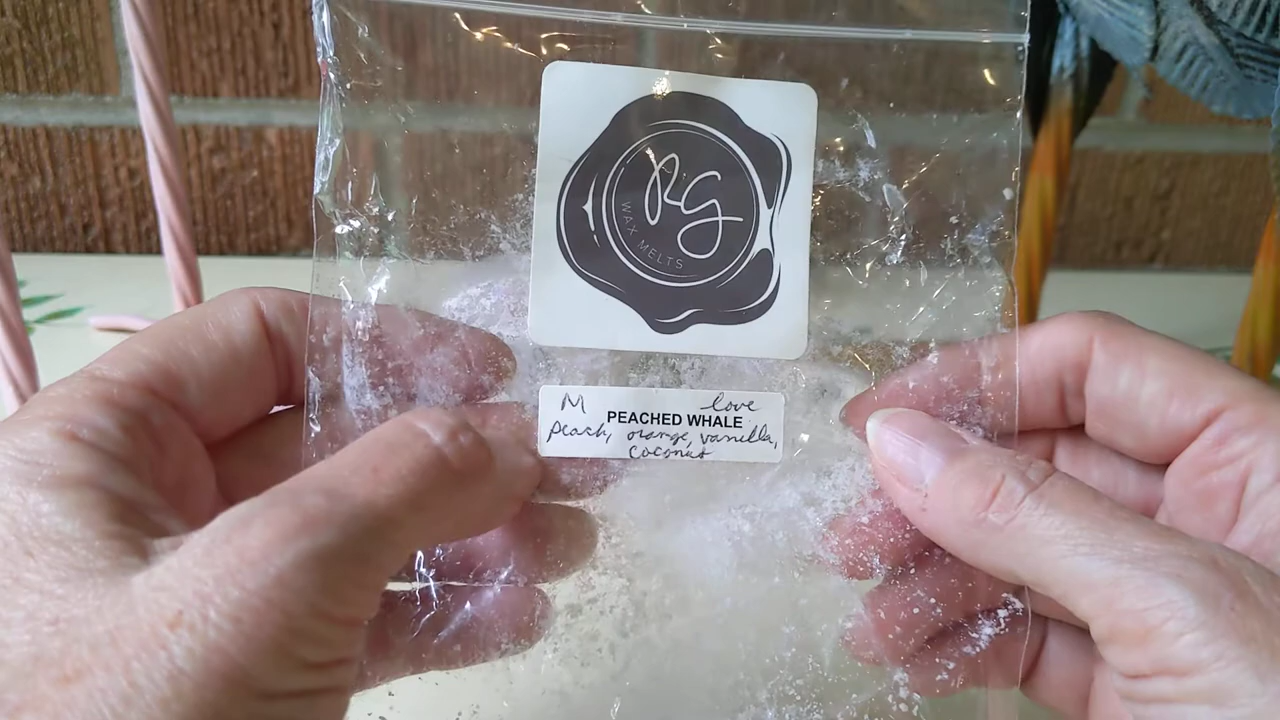 RG
WAX MELTS
M love
PEACHED WHALE
peach, orange, vanilla,
coconut